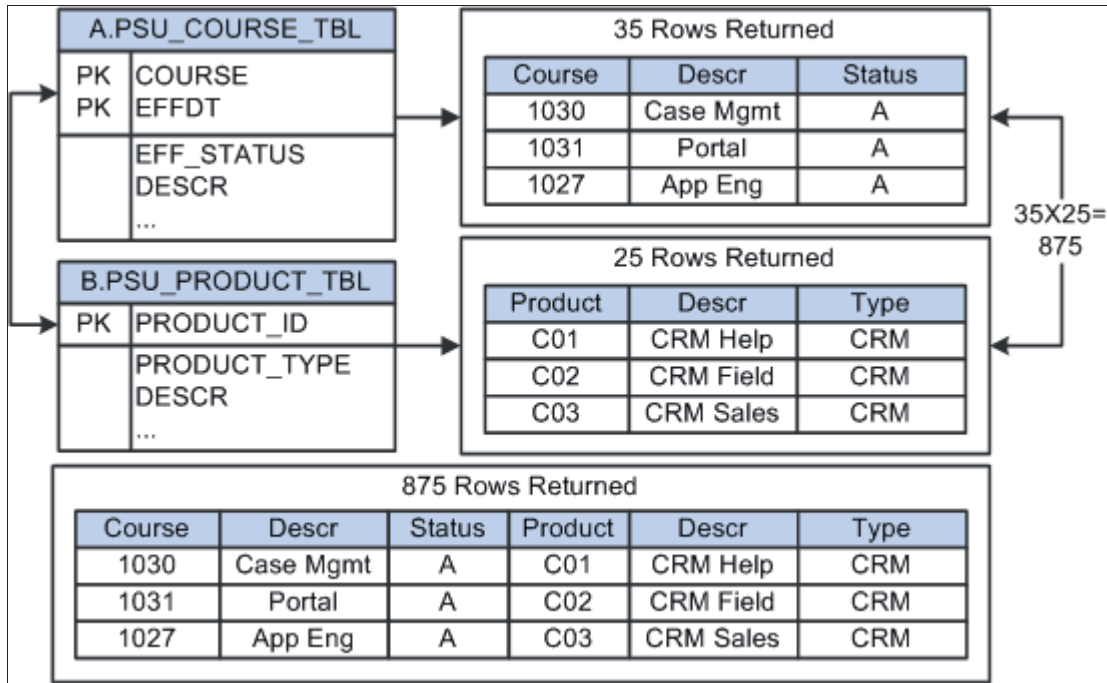 A.PSU_COURSE_TBL
PK COURSE
PK EFFDT
EFF_STATUS
DESCR
...
35 Rows Returned
Course Descr Status
1030 Case Mgmt A
1031 Portal A
1027 App Eng A
35X25=
875
B.PSU_PRODUCT_TBL
PK PRODUCT_ID
PRODUCT_TYPE
DESCR
...
25 Rows Returned
Product Descr Type
C01 CRM Help CRM
C02 CRM Field CRM
C03 CRM Sales CRM
875 Rows Returned
Course Descr Status Product Descr Type
1030 Case Mgmt A C01 CRM Help CRM
1031 Portal A C02 CRM Field CRM
1027 App Eng A C03 CRM Sales CRM